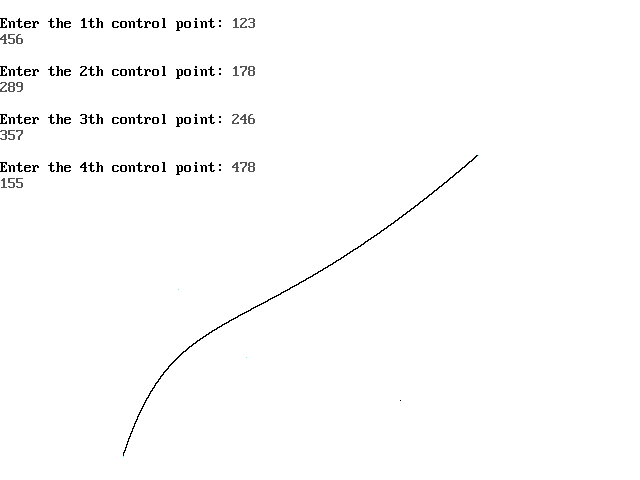 Enter the 1th control point: 123
456
Enter the 2th control point: 178
289
Enter the 3th control point: 246
357
Enter the 4th control point: 478
155